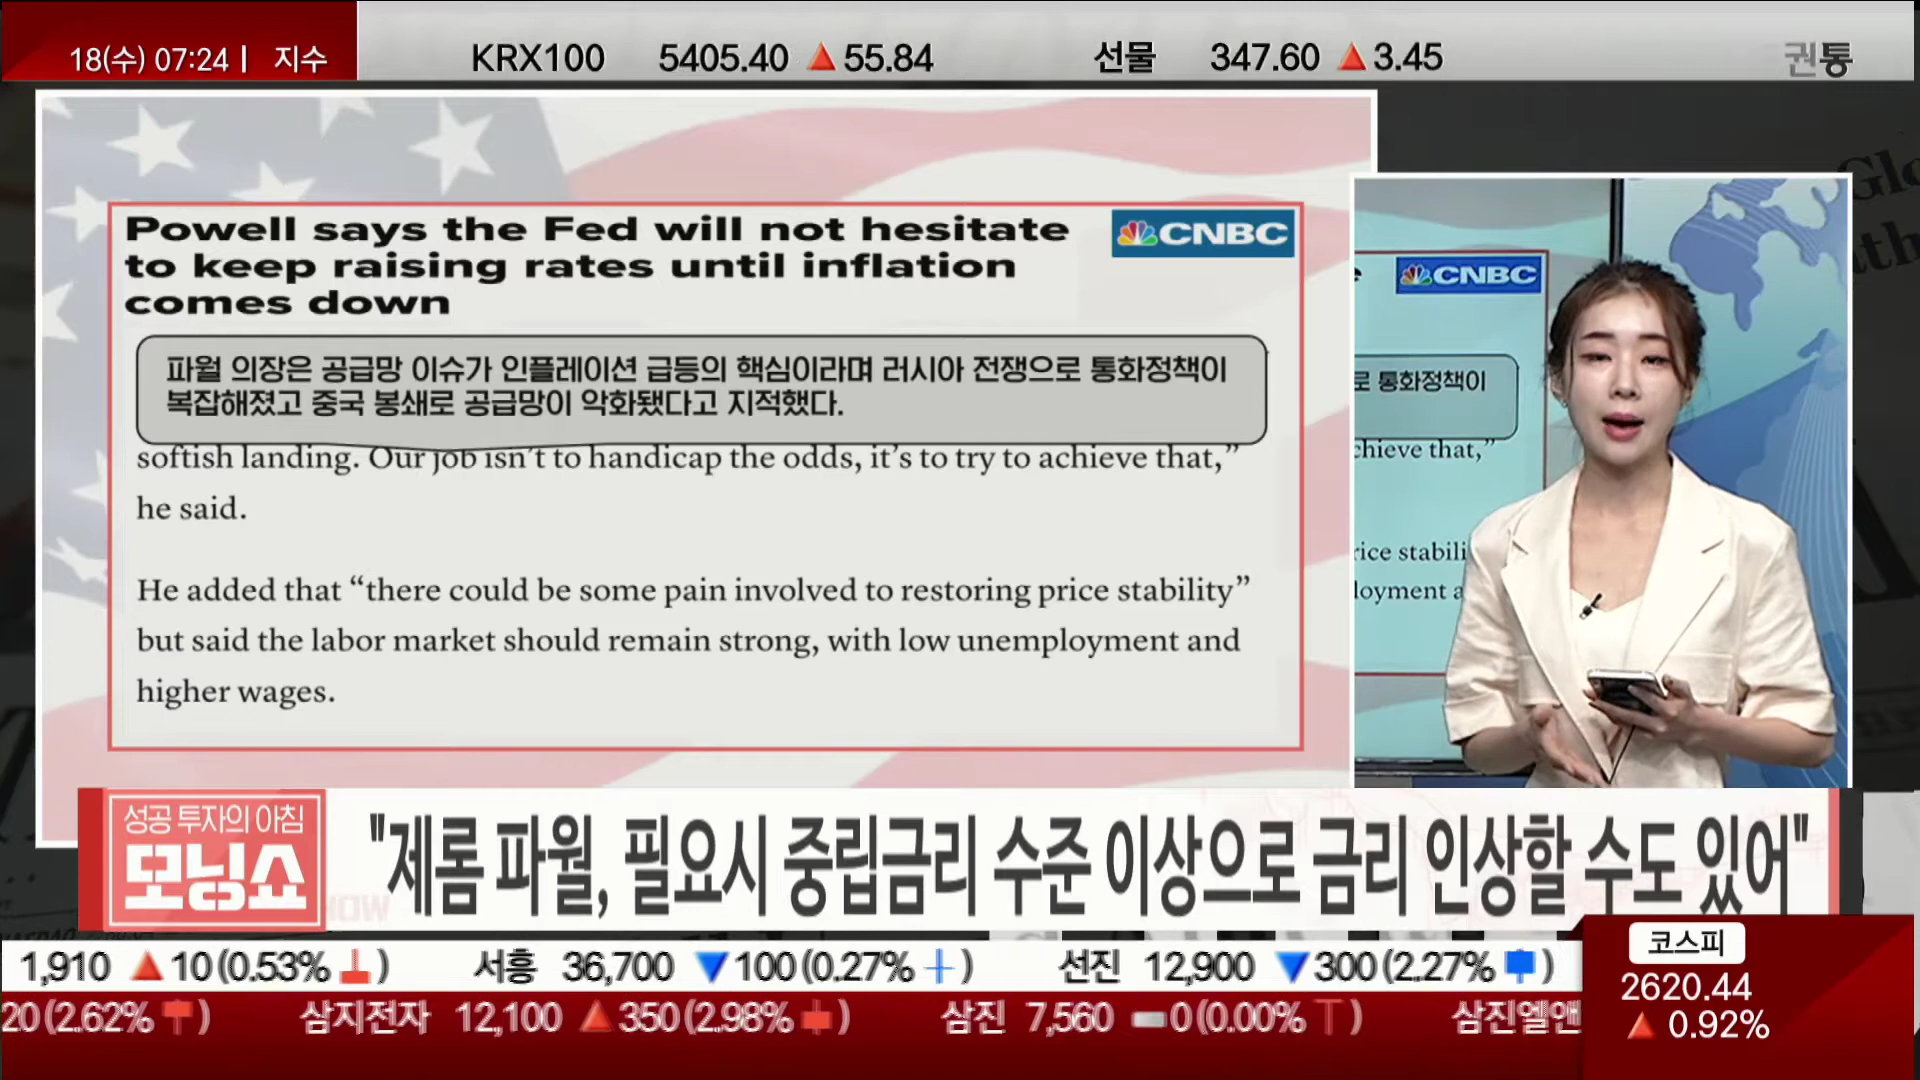 18(수) 07:24 | 지수
KRX100 5405.40 ▲ 55.84 선물 347.60 ▲ 3.45
권통
Powell says the Fed will not hesitate
to keep raising rates until inflation
comes down
CNBC
파월 의장은 공급망 이슈가 인플레이션 급등의 핵심이라며 러시아 전쟁으로 통화정책이
복잡해졌고 중국 봉쇄로 공급망이 악화됐다고 지적했다.
softish landing. Our job isn't to handicap the odds, it's to try to achieve that,”
he said.
He added that “there could be some pain involved to restoring price stability”
but said the labor market should remain strong, with low unemployment and
higher wages.
CNBC
로 통화정책이
chieve that,”
rice stabili
loyment a
성공 투자의 아침
모닝쇼
"제롬 파월, 필요시 중립금리 수준 이상으로 금리 인상할 수도 있어"
1,910 ▲ 10(0.53% ) 서흥 36,700 ▼ 100(0.27% ) 선진 12,900 ▼ 300(2.27% )
20(2.62% ) 삼지전자 12,100 ▲ 350(2.98% ) 삼진 7,560 0(0.00% ) 삼진엘앤
코스피
2620.44
▲ 0.92%